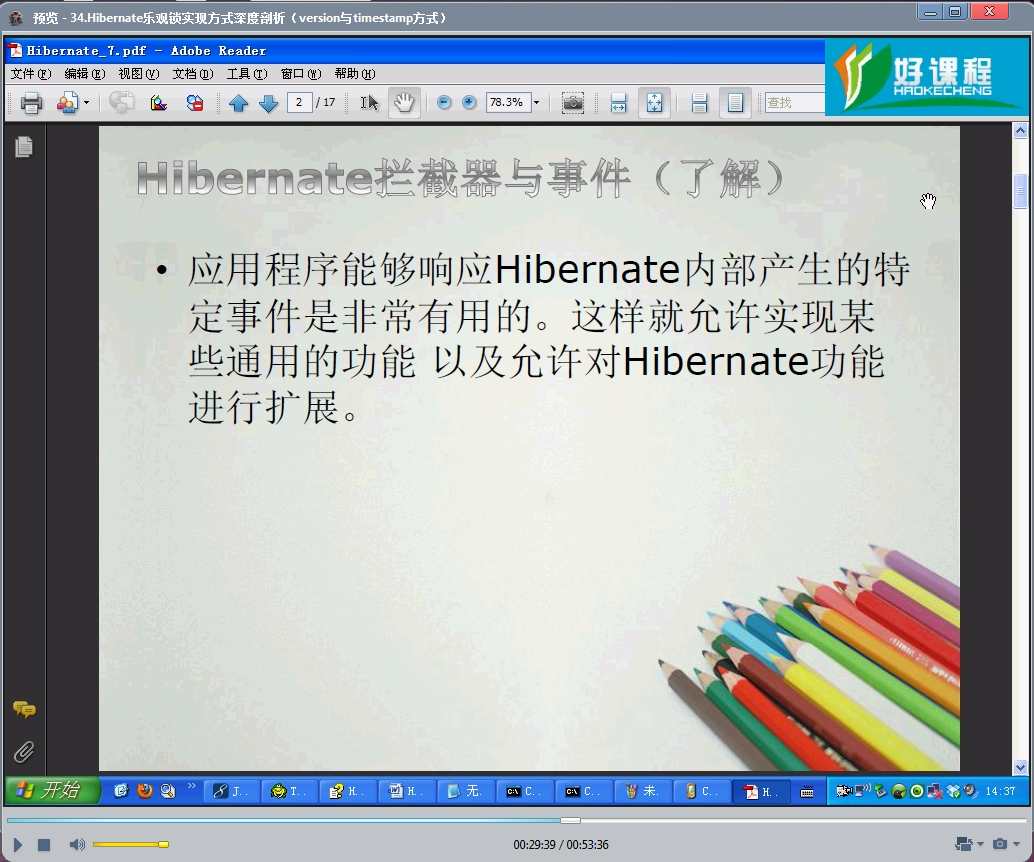 预览 - 34.Hibernate乐观锁实现方式深度剖析（version与timestamp方式）
Hibernate_7.pdf - Adobe Reader
文件(F) 编辑(E) 视图(V) 文档(D) 工具(T) 窗口(W) 帮助(H)
好课程
HAOKECHENG
2 / 17 78.3% 查找
Hibernate拦截器与事件（了解）
• 应用程序能够响应Hibernate内部产生的特
定事件是非常有用的。这样就允许实现某
些通用的功能 以及允许对Hibernate功能
进行扩展。
开始 J.. T.. H.. H.. 无. C.. C.. 未. C.. H.. 14:37
00:29:39 / 00:53:36